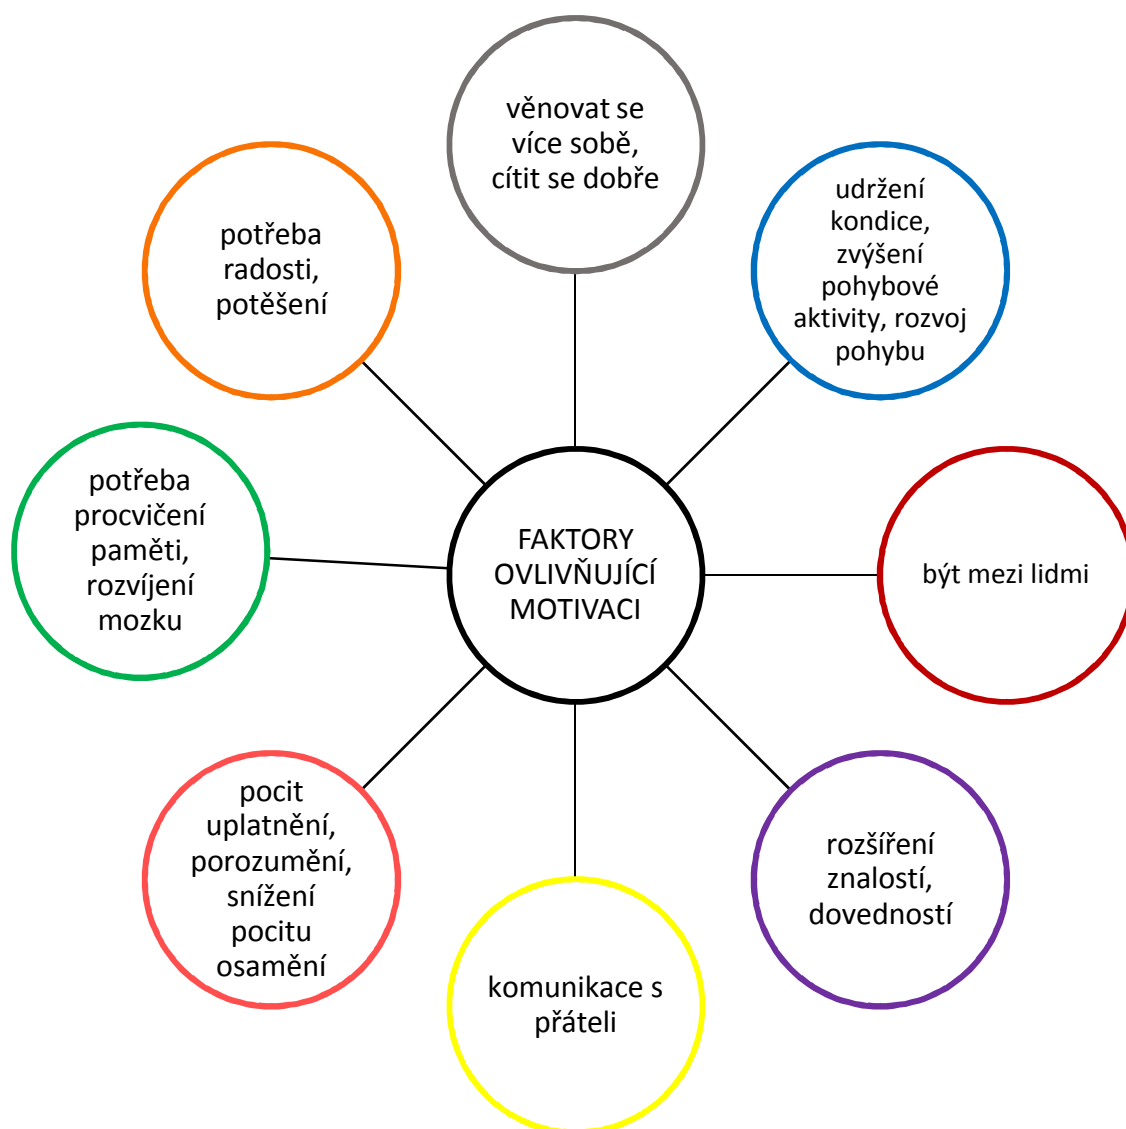 věnovat se
více sobě,
cítit se dobře
udržení
kondice,
zvýšení
pohybové
aktivity, rozvoj
pohybu
být mezi lidmi
rozšíření
znalostí,
dovedností
komunikace s
přáteli
pocit
uplatnění,
porozumění,
snížení
pocitu
osamění
potřeba
procvičení
paměti,
rozvíjení
mozku
potřeba
radosti,
potěšení
FAKTORY
OVLIVŇUJÍCÍ
MOTIVACI